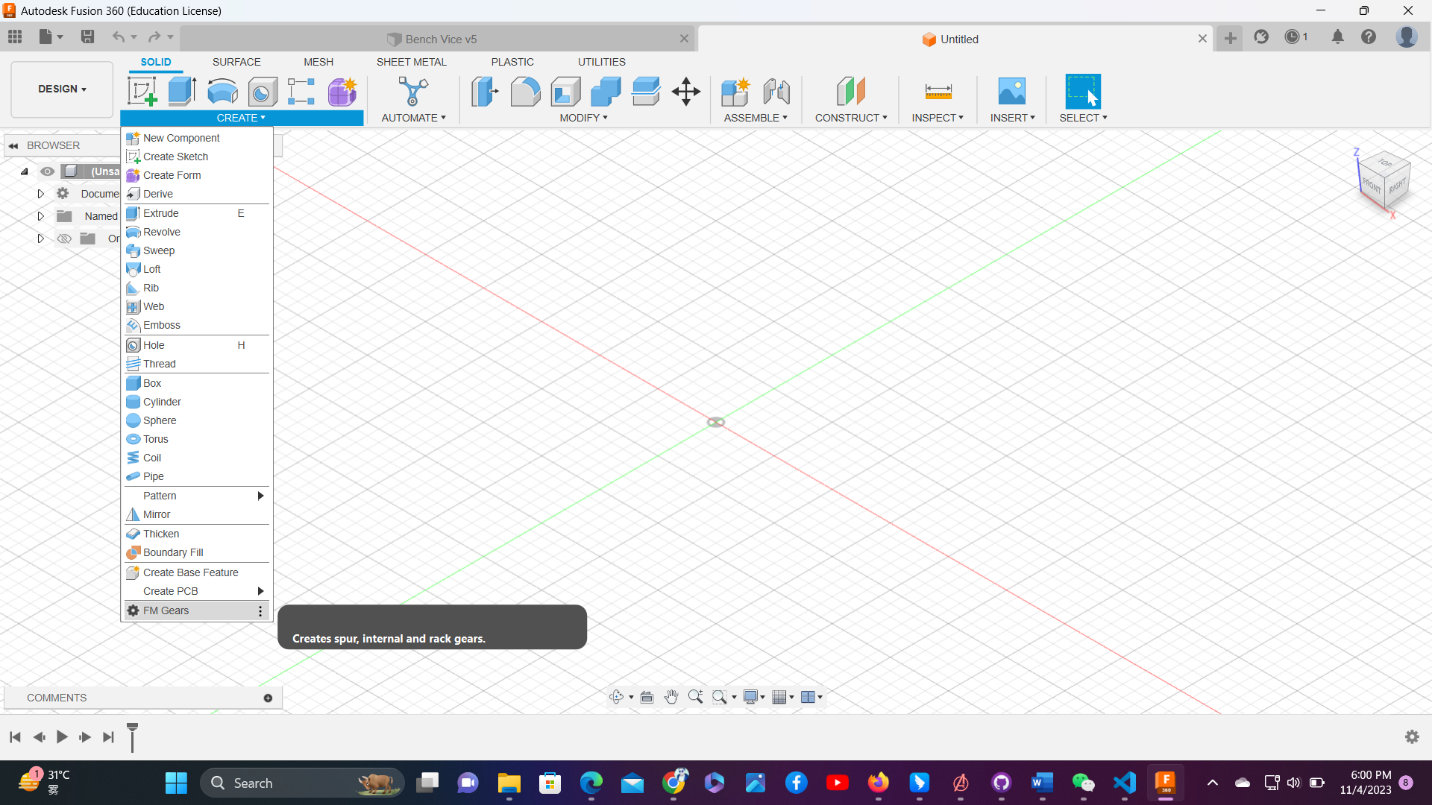 Autodesk Fusion 360 (Education License)
Bench Vice v5
Untitled
1
DESIGN
SOLID
SURFACE
MESH
SHEET METAL
PLASTIC
UTILITIES
CREATE
AUTOMATE
MODIFY
ASSEMBLE
CONSTRUCT
INSPECT
INSERT
SELECT
BROWSER
(Unsa
Docume
Named
Or
New Component
Create Sketch
Create Form
Derive
Extrude E
Revolve
Sweep
Loft
Rib
Web
Emboss
Hole H
Thread
Box
Cylinder
Sphere
Torus
Coil
Pipe
Pattern
Mirror
Thicken
Boundary Fill
Create Base Feature
Create PCB
FM Gears
Creates spur, internal and rack gears.
Z
TOP
FRONT
RIGHT
X
COMMENTS
1
31°C
雾
Search
F
360
6:00 PM
11/4/2023
8